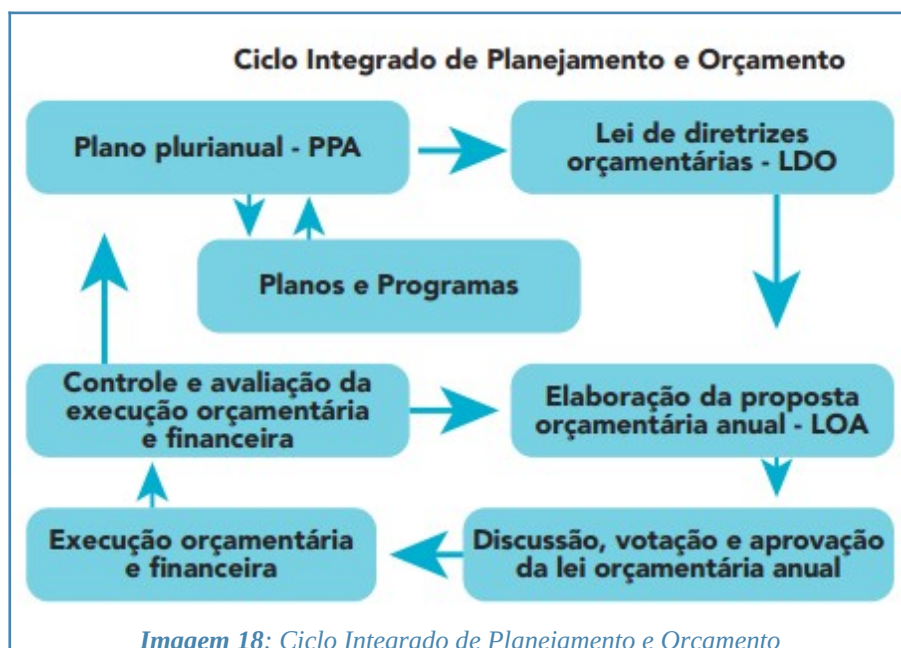 Ciclo Integrado de Planejamento e Orçamento
Plano plurianual - PPA
Lei de diretrizes
orçamentárias - LDO
Planos e Programas
Controle e avaliação da
execução orçamentária
e financeira
Elaboração da proposta
orçamentária anual - LOA
Execução orçamentária
e financeira
Discussão, votação e aprovação
da lei orçamentária anual
Imagem 18: Ciclo Integrado de Planejamento e Orçamento